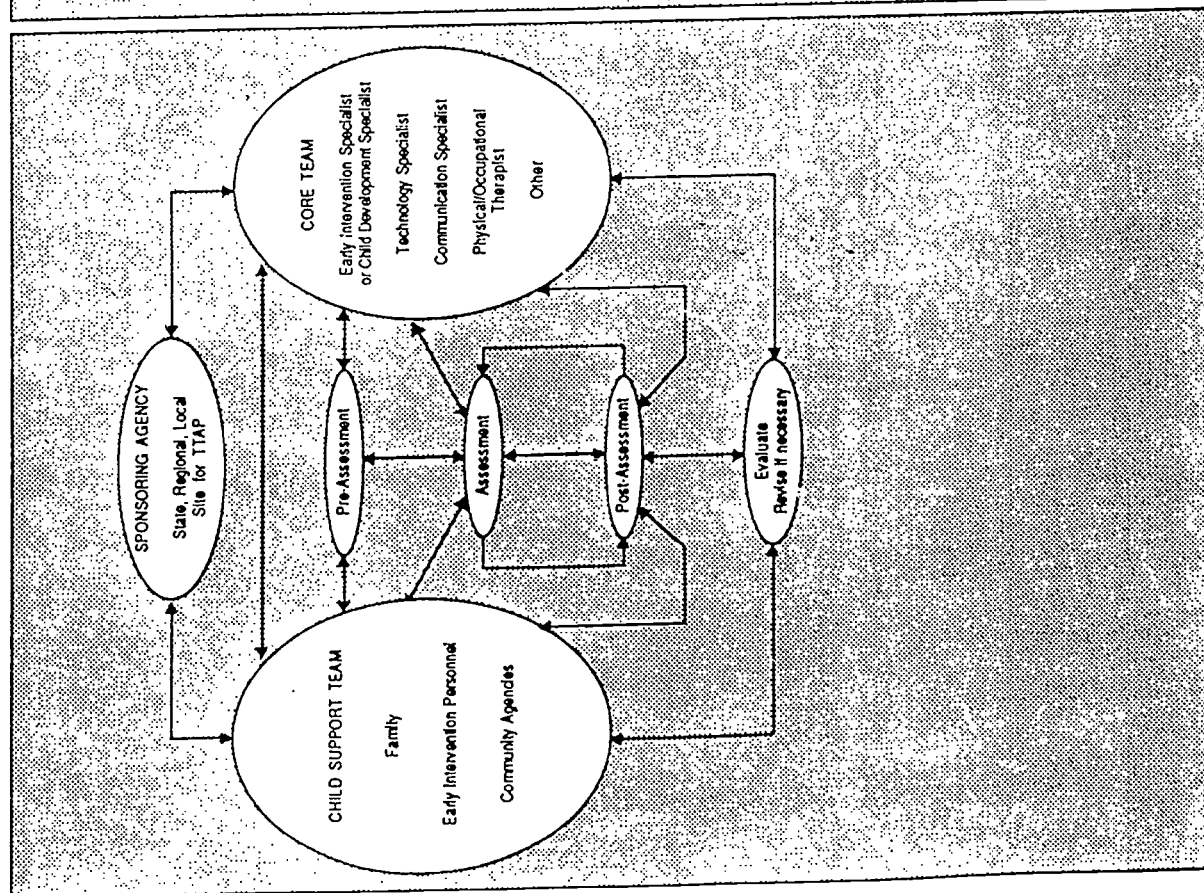 SPONSORING AGENCY
State, Regional, Local
Site for TTAP
CHILD SUPPORT TEAM
Family
Early Intervention Personnel
Community Agencies
CORE TEAM
Early Intervention Specialist
or Child Development Specialist
Technology Specialist
Communication Specialist
Physical/Occupational
Therapist
Other
Pre-Assessment
Assessment
Post-Assessment
Evaluate
Revise if necessary